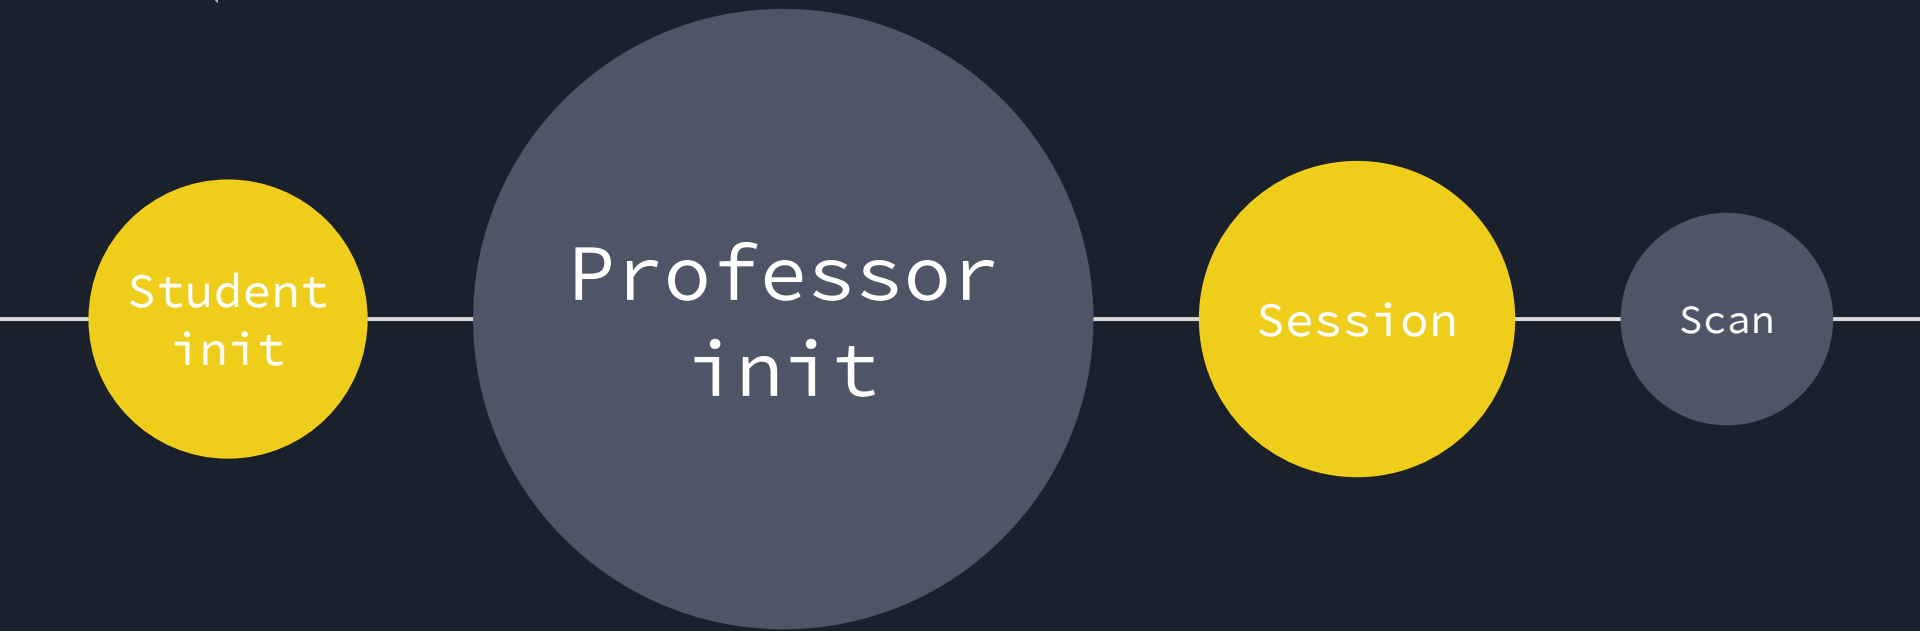 Student
init
Professor
init
Session
Scan